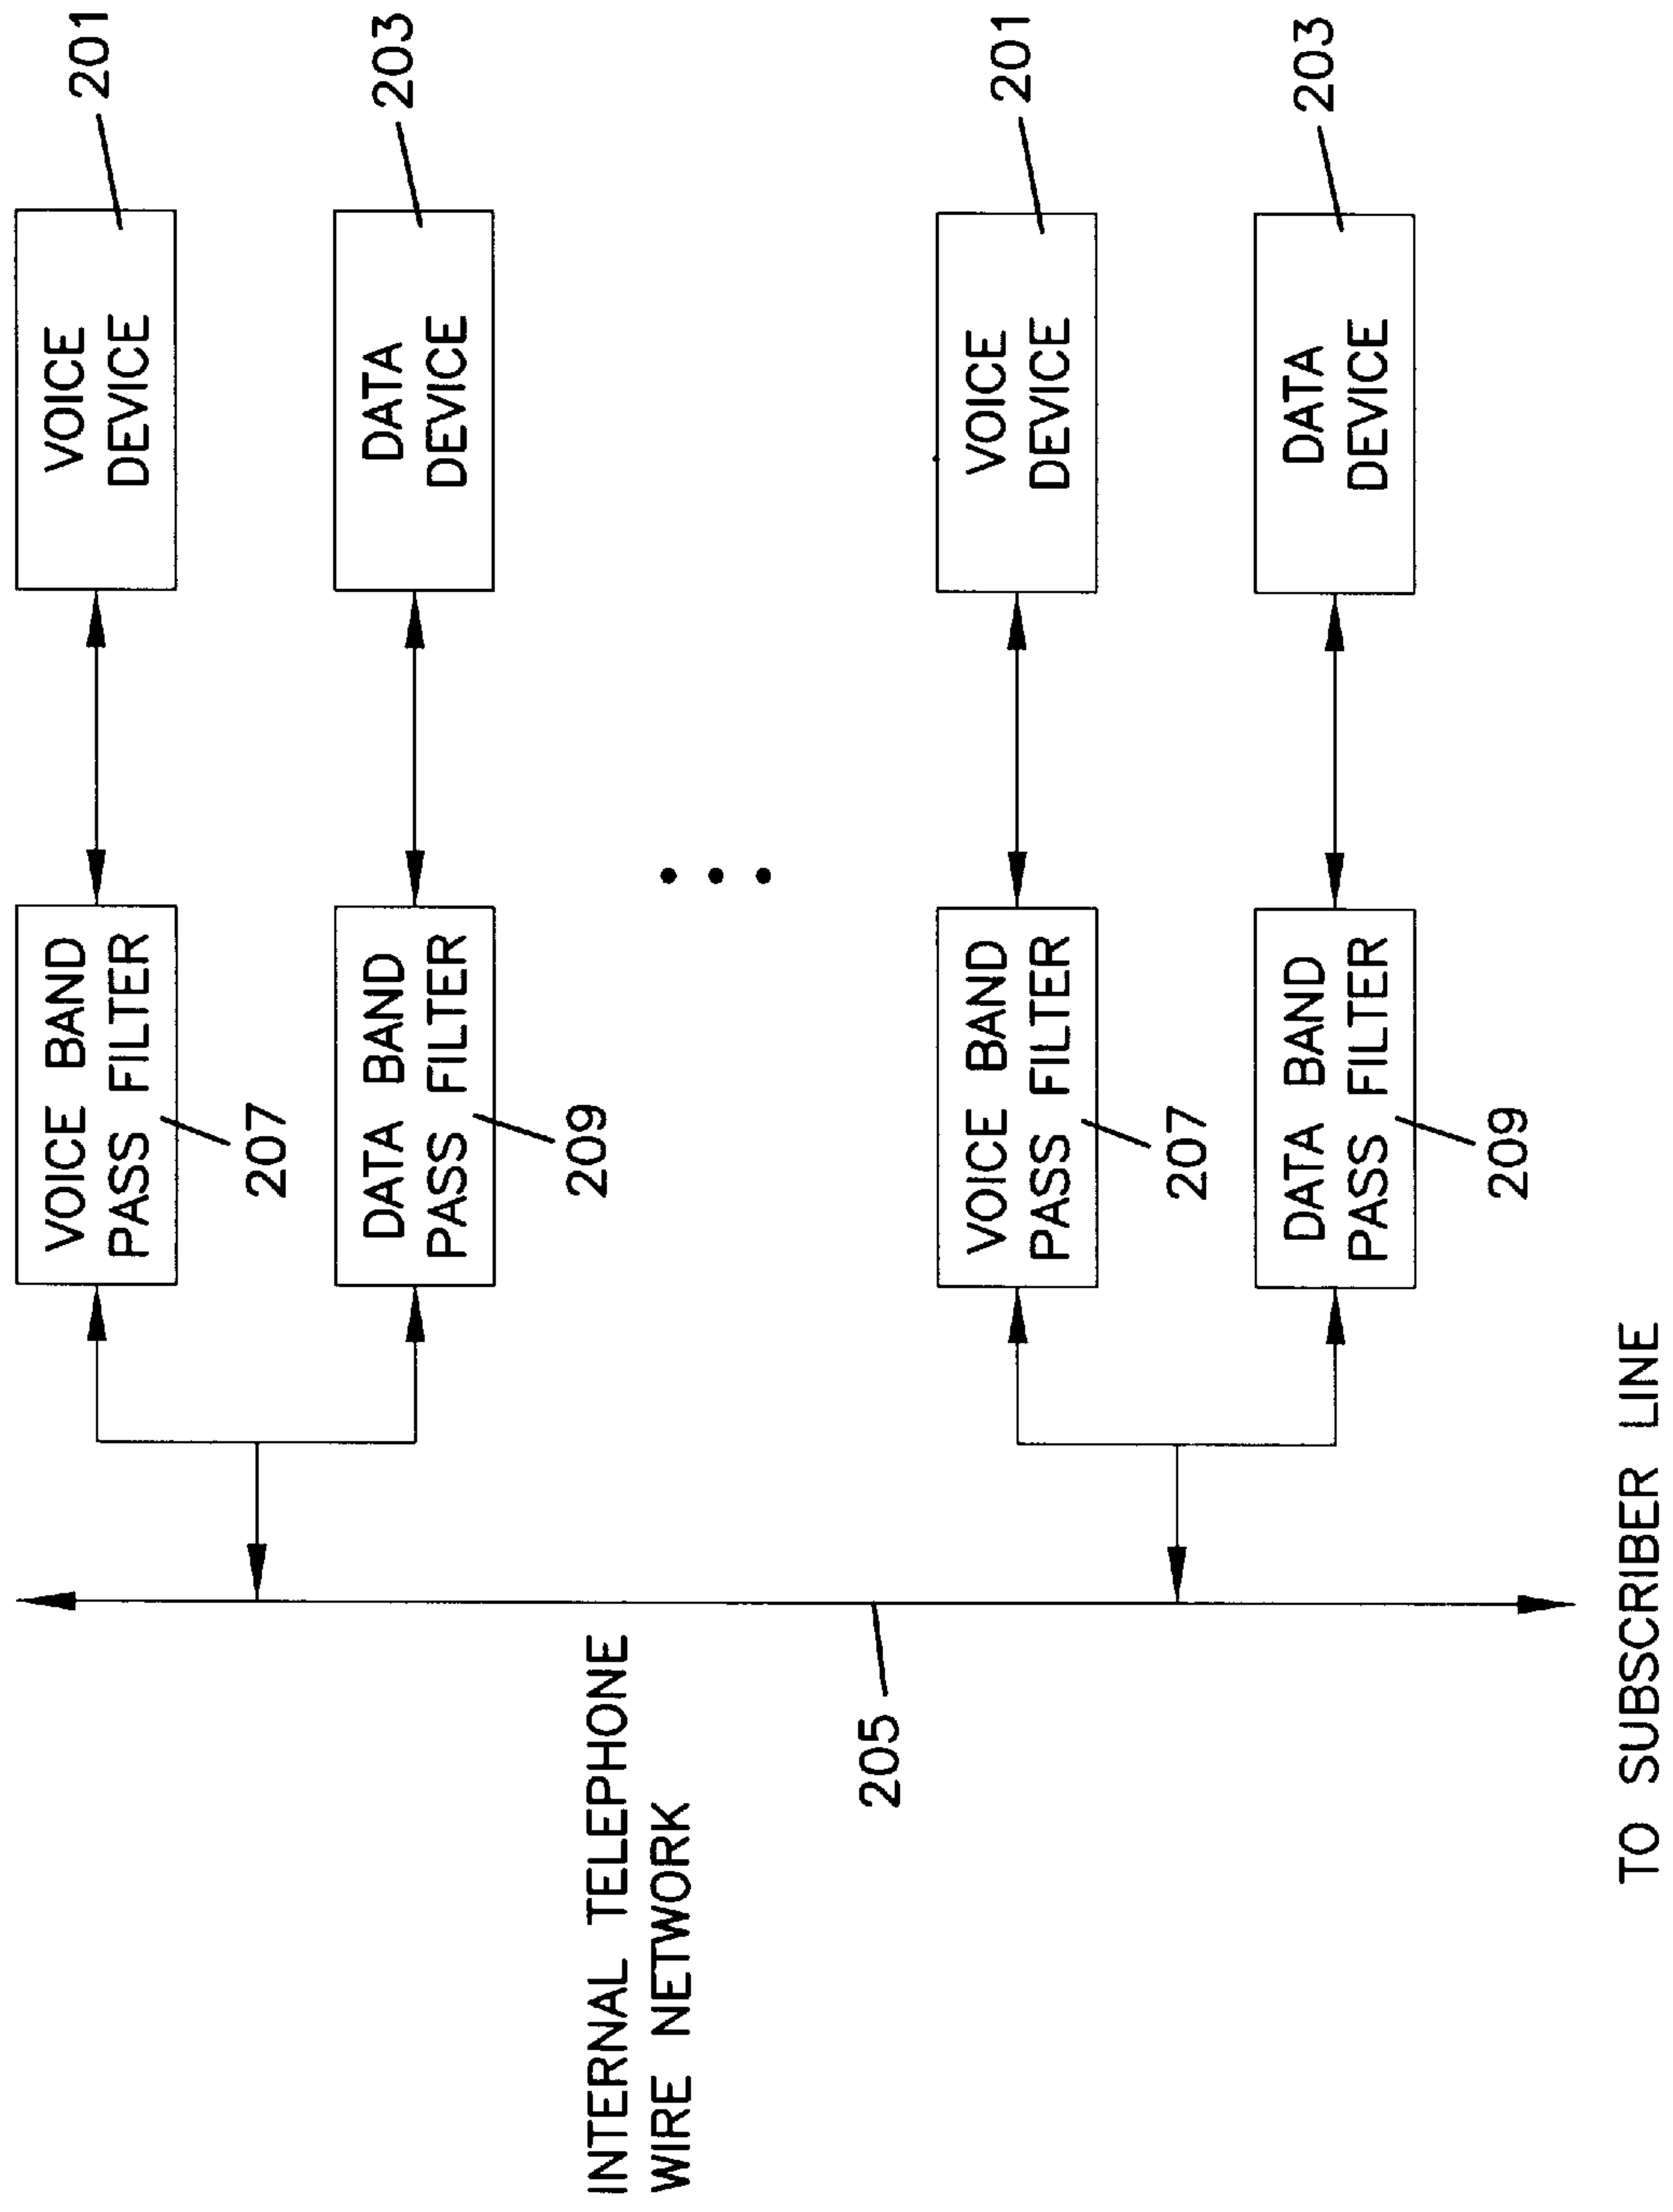 INTERNAL TELEPHONE
WIRE NETWORK
205
TO SUBSCRIBER LINE
VOICE BAND
PASS FILTER
207
VOICE
DEVICE
201
DATA BAND
PASS FILTER
209
DATA
DEVICE
203
VOICE BAND
PASS FILTER
207
VOICE
DEVICE
201
DATA BAND
PASS FILTER
209
DATA
DEVICE
203